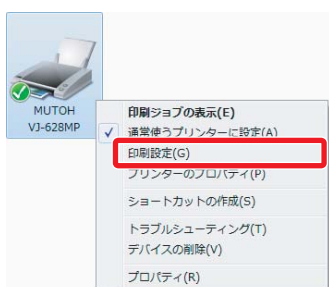 MUTOH
VJ-628MP
印刷ジョブの表示(E)
通常使うプリンターに設定(A)
印刷設定(G)
プリンターのプロパティ(P)
ショートカットの作成(S)
トラブルシューティング(T)
デバイスの削除(V)
プロパティ(R)